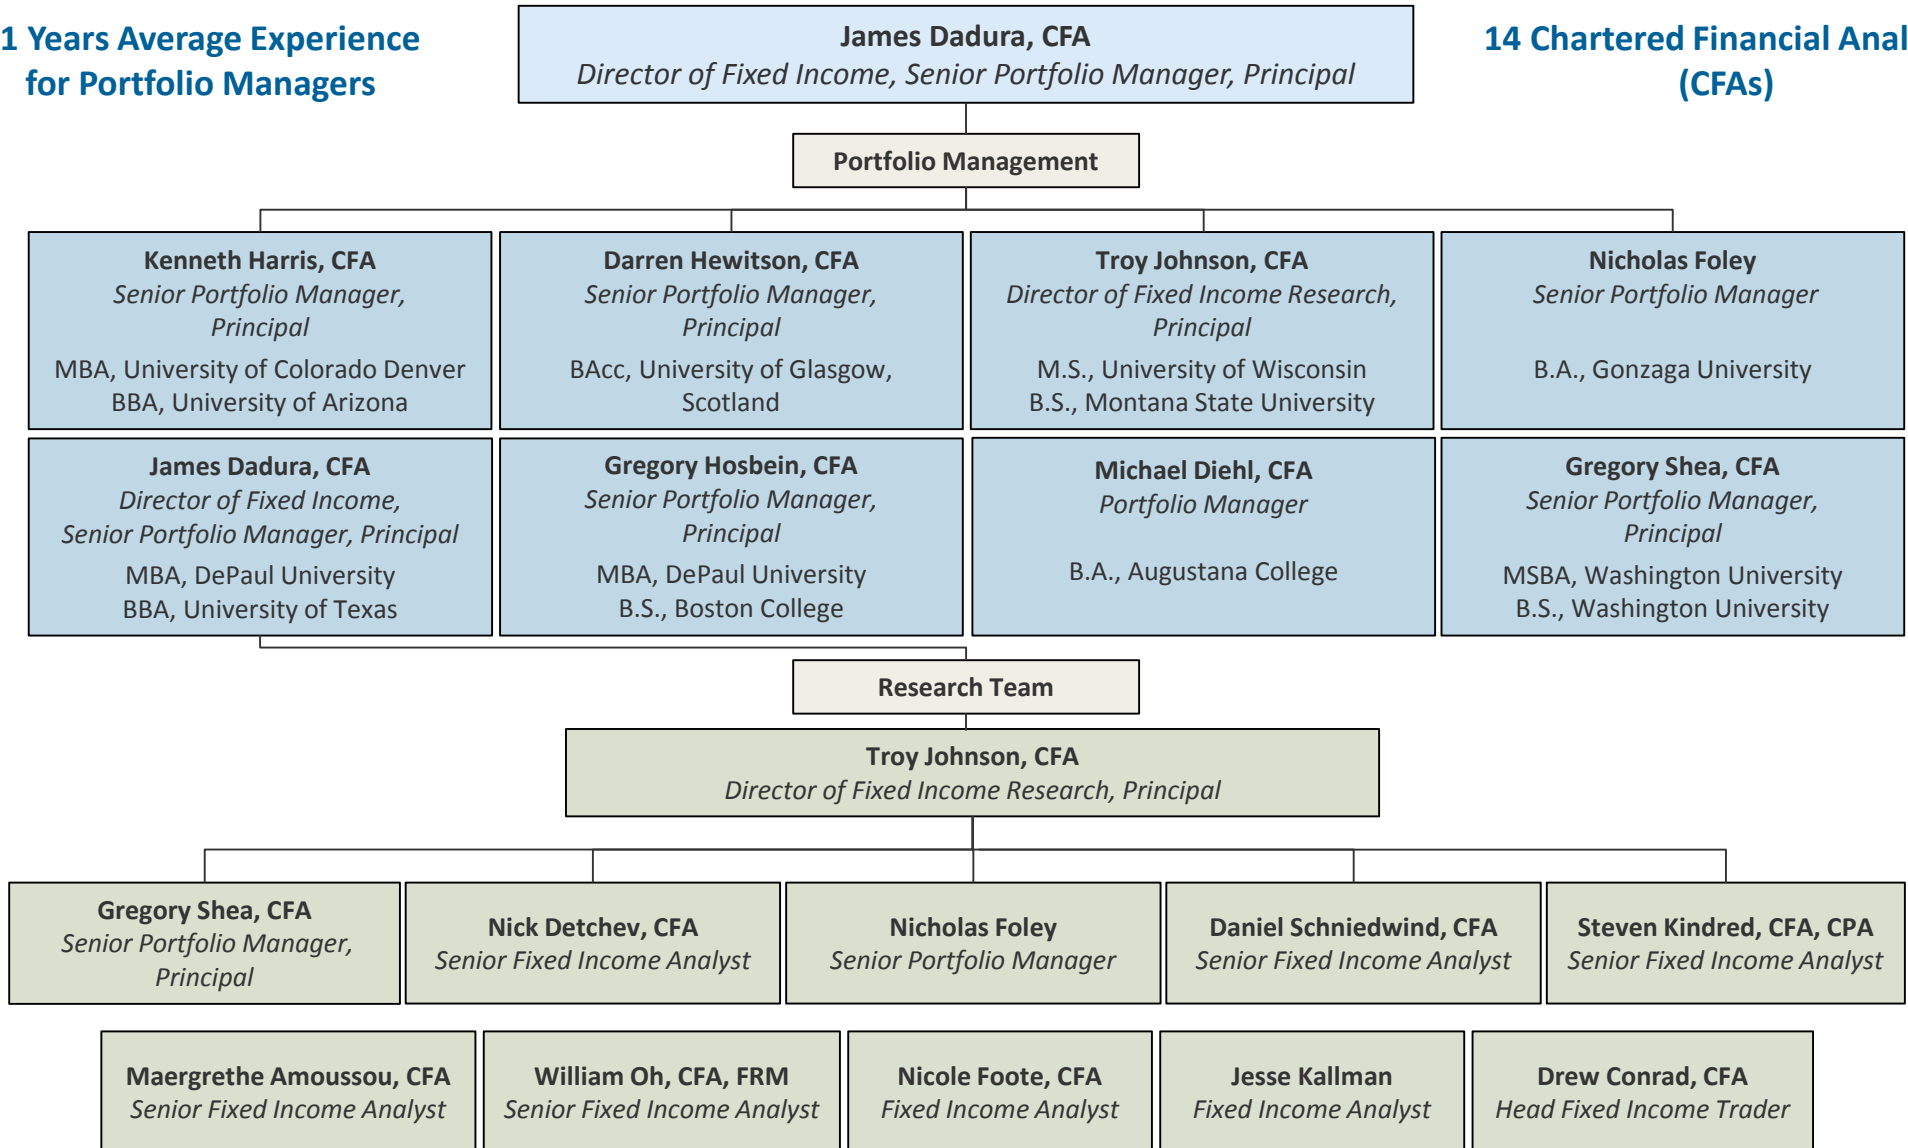 1 Years Average Experience
for Portfolio Managers
James Dadura, CFA
Director of Fixed Income, Senior Portfolio Manager, Principal
14 Chartered Financial Anal
(CFAs)
Portfolio Management
Kenneth Harris, CFA
Senior Portfolio Manager,
Principal
MBA, University of Colorado Denver
BBA, University of Arizona
Darren Hewitson, CFA
Senior Portfolio Manager,
Principal
BAcc, University of Glasgow,
Scotland
Troy Johnson, CFA
Director of Fixed Income Research,
Principal
M.S., University of Wisconsin
B.S., Montana State University
Nicholas Foley
Senior Portfolio Manager
B.A., Gonzaga University
James Dadura, CFA
Director of Fixed Income,
Senior Portfolio Manager, Principal
MBA, DePaul University
BBA, University of Texas
Gregory Hosbein, CFA
Senior Portfolio Manager,
Principal
MBA, DePaul University
B.S., Boston College
Michael Diehl, CFA
Portfolio Manager
B.A., Augustana College
Gregory Shea, CFA
Senior Portfolio Manager,
Principal
MSBA, Washington University
B.S., Washington University
Research Team
Troy Johnson, CFA
Director of Fixed Income Research, Principal
Gregory Shea, CFA
Senior Portfolio Manager,
Principal
Nick Detchev, CFA
Senior Fixed Income Analyst
Nicholas Foley
Senior Portfolio Manager
Daniel Schniedwind, CFA
Senior Fixed Income Analyst
Steven Kindred, CFA, CPA
Senior Fixed Income Analyst
Maergrethe Amoussou, CFA
Senior Fixed Income Analyst
William Oh, CFA, FRM
Senior Fixed Income Analyst
Nicole Foote, CFA
Fixed Income Analyst
Jesse Kallman
Fixed Income Analyst
Drew Conrad, CFA
Head Fixed Income Trader